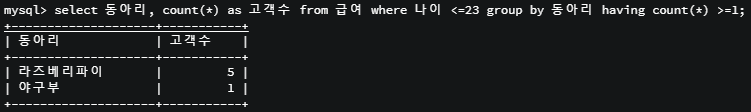 mysql> select 동아리, count(*) as 고객수 from 급여 where 나이 <=23 group by 동아리 having count(*) >=1;
+--------------------+-----------+
| 동아리             | 고객수    |
+--------------------+-----------+
| 라즈베리파이       |         5 |
| 야구부             |         1 |
+--------------------+-----------+